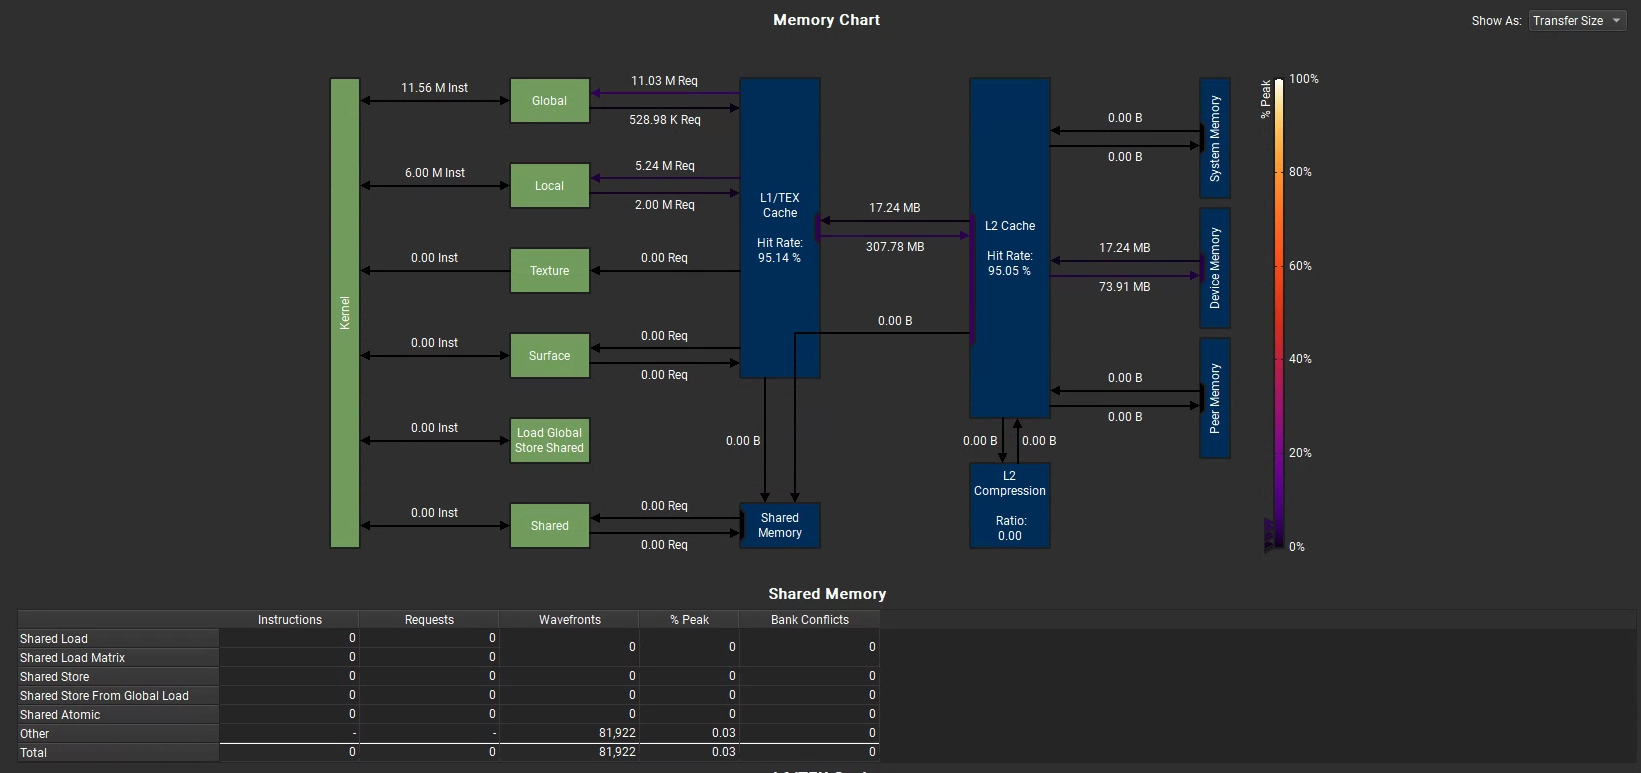 Memory Chart
Show As: Transfer Size
Kernel
11.56 M Inst
Global
11.03 M Req
528.98 K Req
6.00 M Inst
Local
5.24 M Req
2.00 M Req
0.00 Inst
Texture
0.00 Req
0.00 Inst
Surface
0.00 Req
0.00 Req
0.00 Inst
Load Global
Store Shared
0.00 Inst
Shared
0.00 Req
0.00 Req
L1/TEX
Cache
Hit Rate:
95.14 %
17.24 MB
307.78 MB
0.00 B
0.00 B
Shared
Memory
L2 Cache
Hit Rate:
95.05 %
0.00 B
0.00 B
System Memory
17.24 MB
73.91 MB
Device Memory
0.00 B
0.00 B
Peer Memory
0.00 B 0.00 B
L2
Compression
Ratio:
0.00
% Peak
100%
80%
60%
40%
20%
0%
Shared Memory
Instructions Requests Wavefronts % Peak Bank Conflicts
Shared Load 0 0 0 0 0
Shared Load Matrix 0 0
Shared Store 0 0 0 0 0
Shared Store From Global Load 0 0 0 0 0
Shared Atomic 0 0 0 0 0
Other - - 81,922 0.03 0
Total 0 0 81,922 0.03 0